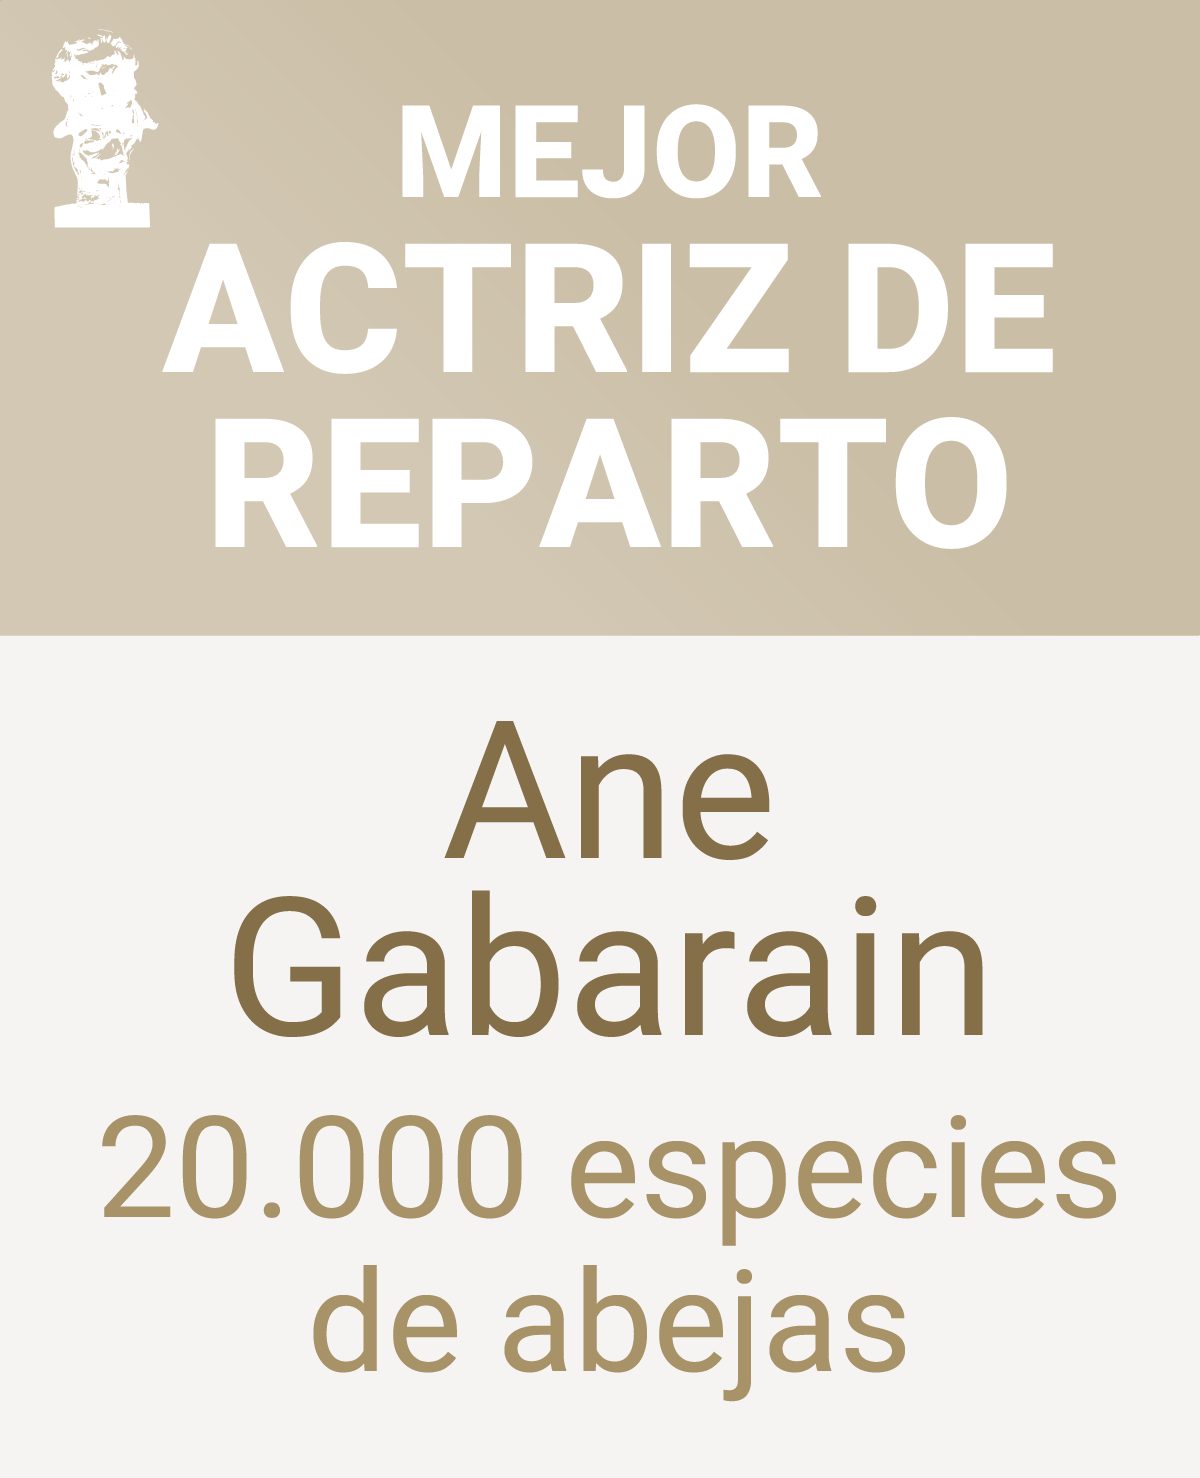 MEJOR
ACTRIZ DE
REPARTO
Ane
Gabarain
20.000 especies
de abejas